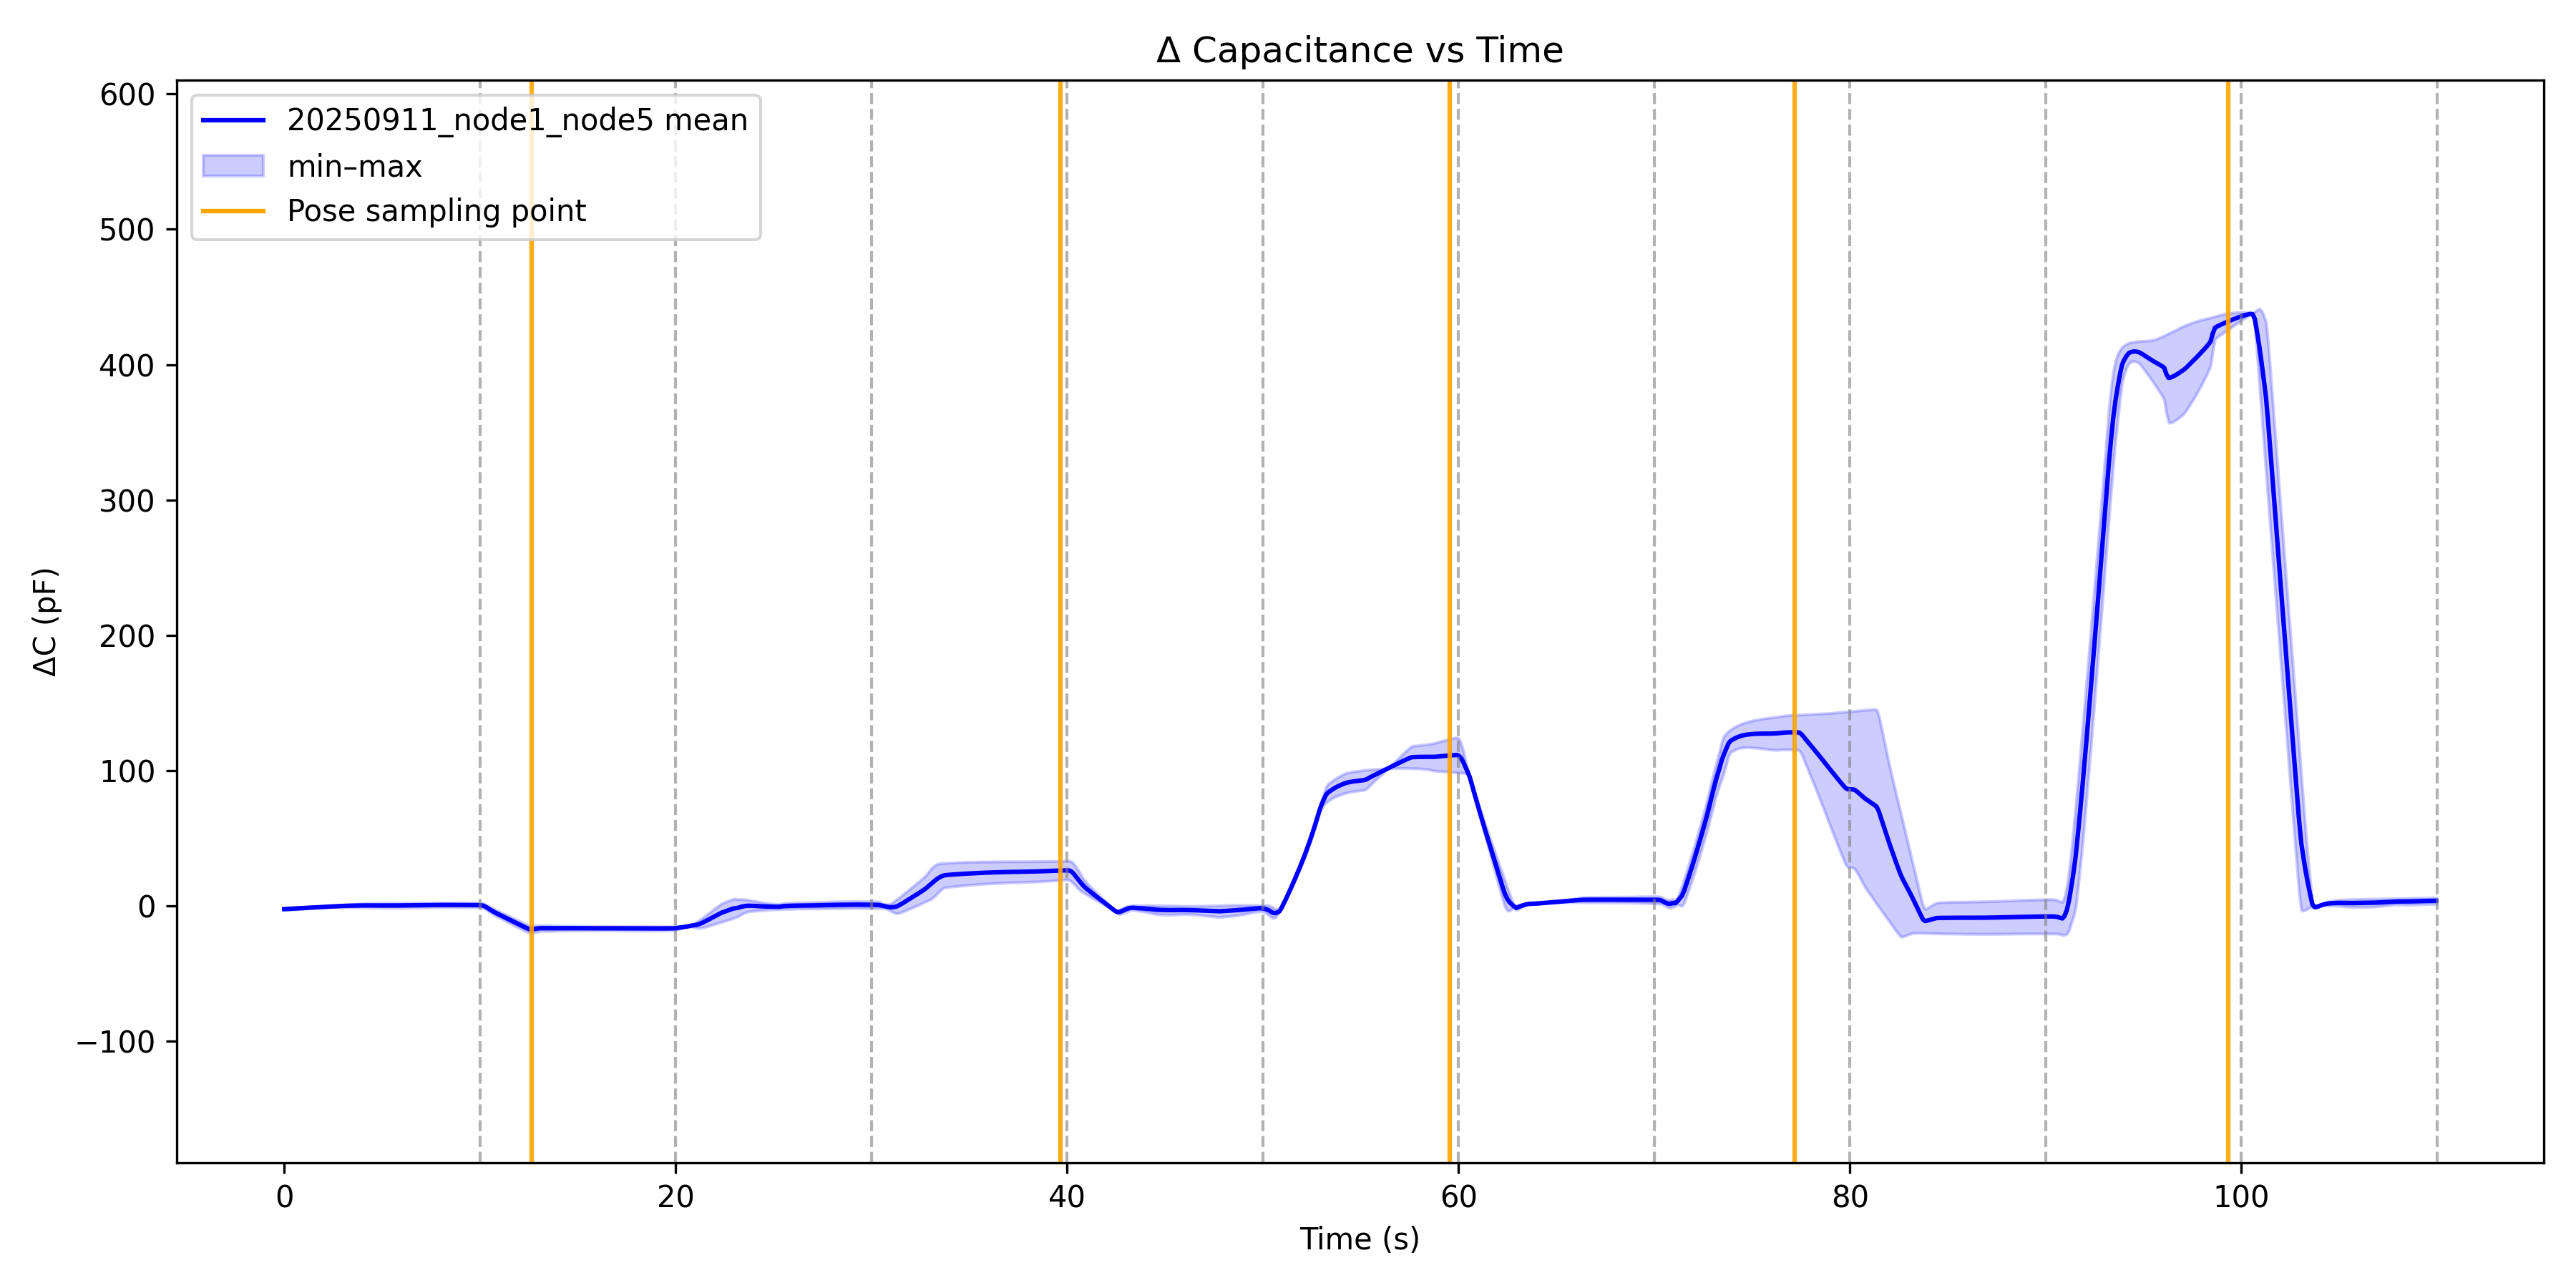 Δ Capacitance vs Time
20250911_node1_node5 mean
min–max
Pose sampling point
600
500
400
300
200
100
0
−100
ΔC (pF)
0 20 40 60 80 100
Time (s)